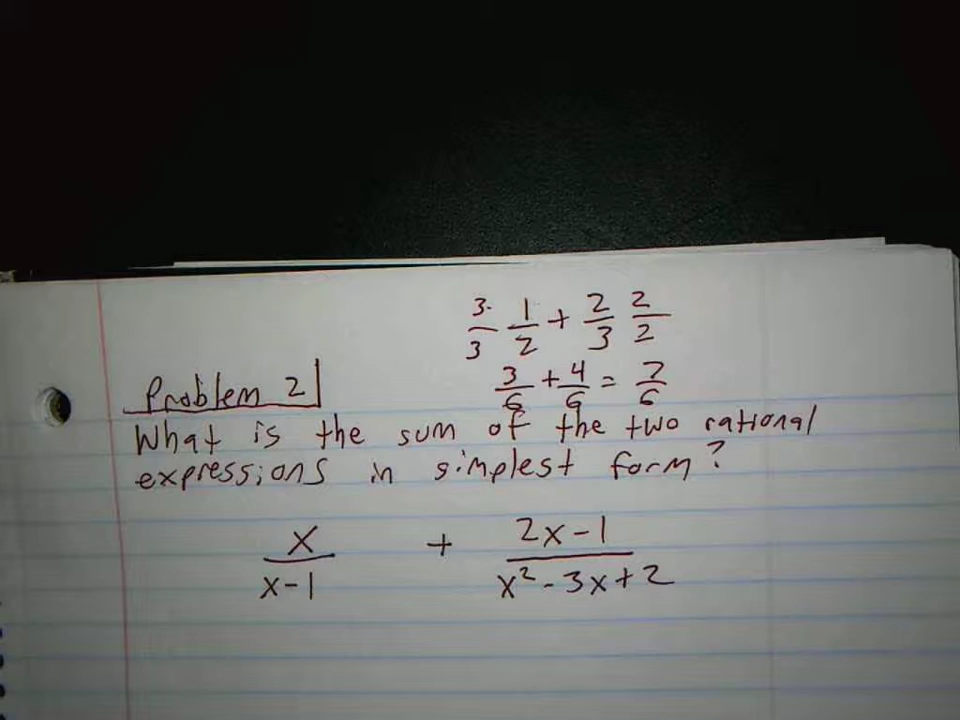 3/3 · 1/2 + 2/3 2/2
3/6 + 4/6 = 7/6
Problem 2
What is the sum of the two rational
expressions in simplest form?
x/(x-1) + (2x-1)/(x²-3x+2)